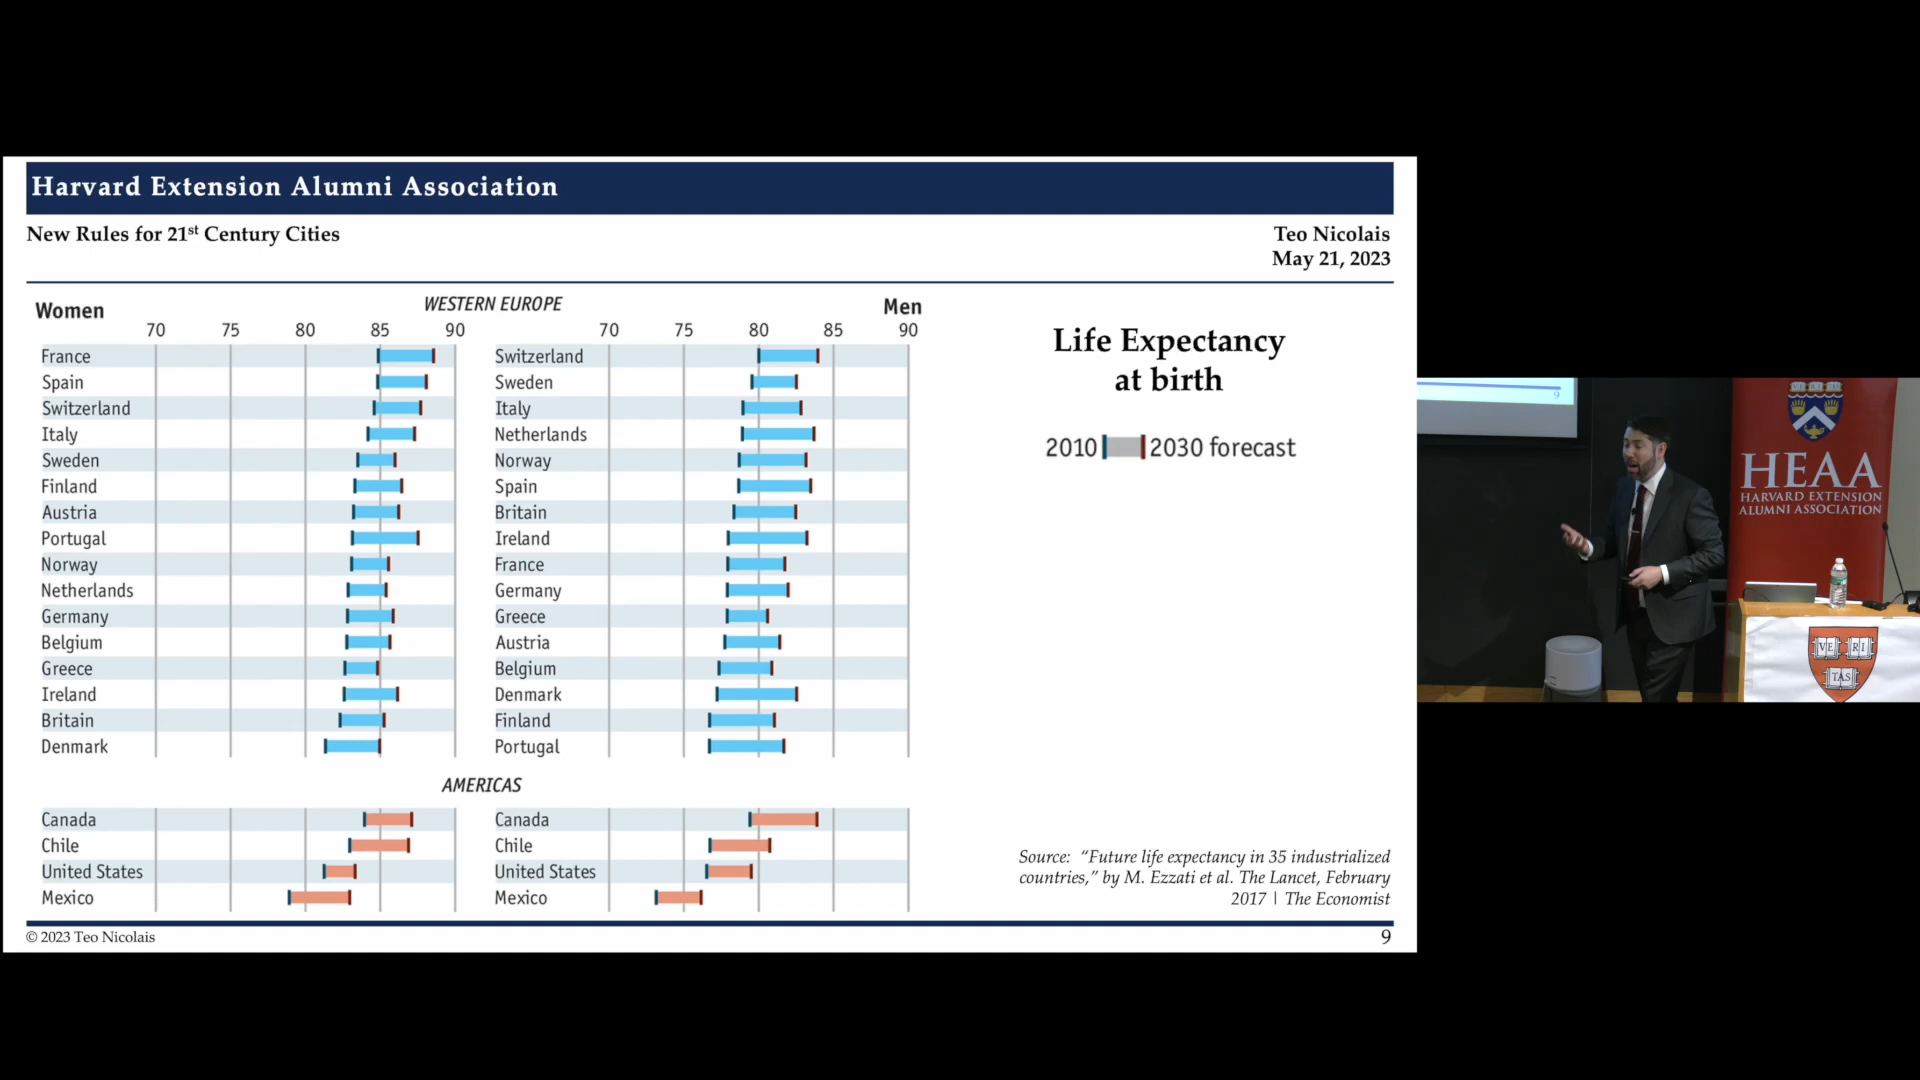 Harvard Extension Alumni Association
New Rules for 21st Century Cities
Teo Nicolais
May 21, 2023
Women
WESTERN EUROPE
Men
70 75 80 85 90
70 75 80 85 90
France
Spain
Switzerland
Italy
Sweden
Finland
Austria
Portugal
Norway
Netherlands
Germany
Belgium
Greece
Ireland
Britain
Denmark
Switzerland
Sweden
Italy
Netherlands
Norway
Spain
Britain
Ireland
France
Germany
Greece
Austria
Belgium
Denmark
Finland
Portugal
AMERICAS
Canada
Chile
United States
Mexico
Canada
Chile
United States
Mexico
Life Expectancy
at birth
2010 2030 forecast
Source: “Future life expectancy in 35 industrialized
countries,” by M. Ezzati et al. The Lancet, February
2017 | The Economist
© 2023 Teo Nicolais
9
9
HEAA
HARVARD EXTENSION
ALUMNI ASSOCIATION
VE RI
TAS